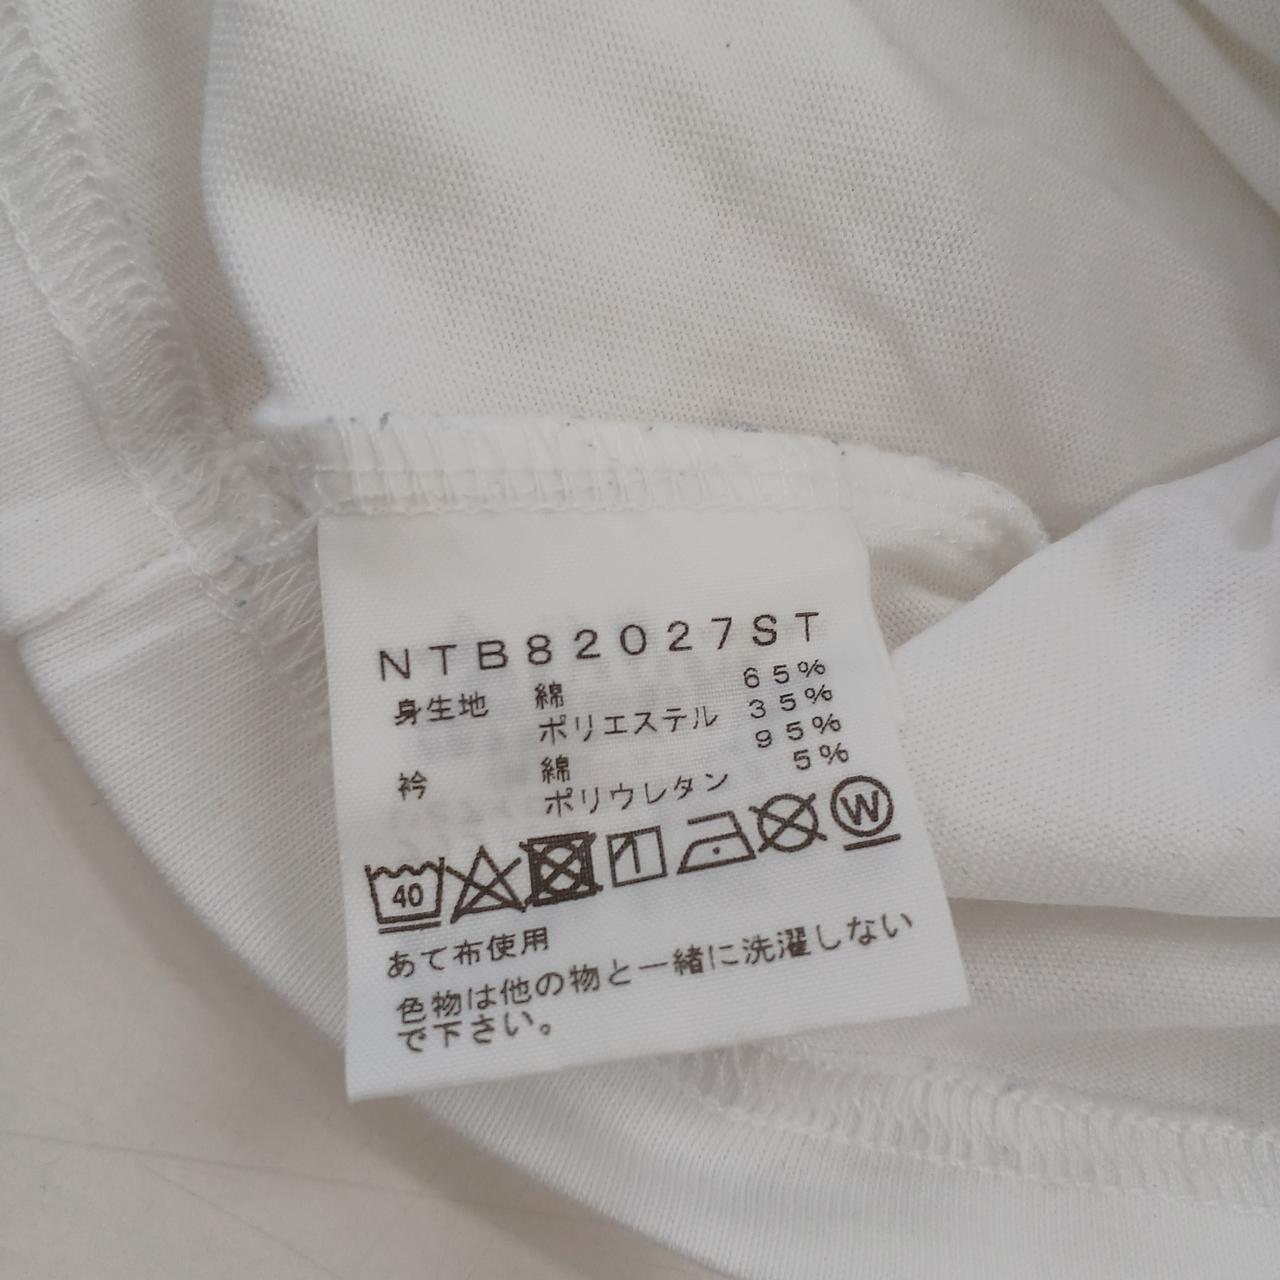 NTB82027ST
身生地 綿 65%
ポリエステル 35%
衿 綿 95%
ポリウレタン 5%
40 W
あて布使用
色物は他の物と一緒に洗濯しない
で下さい。